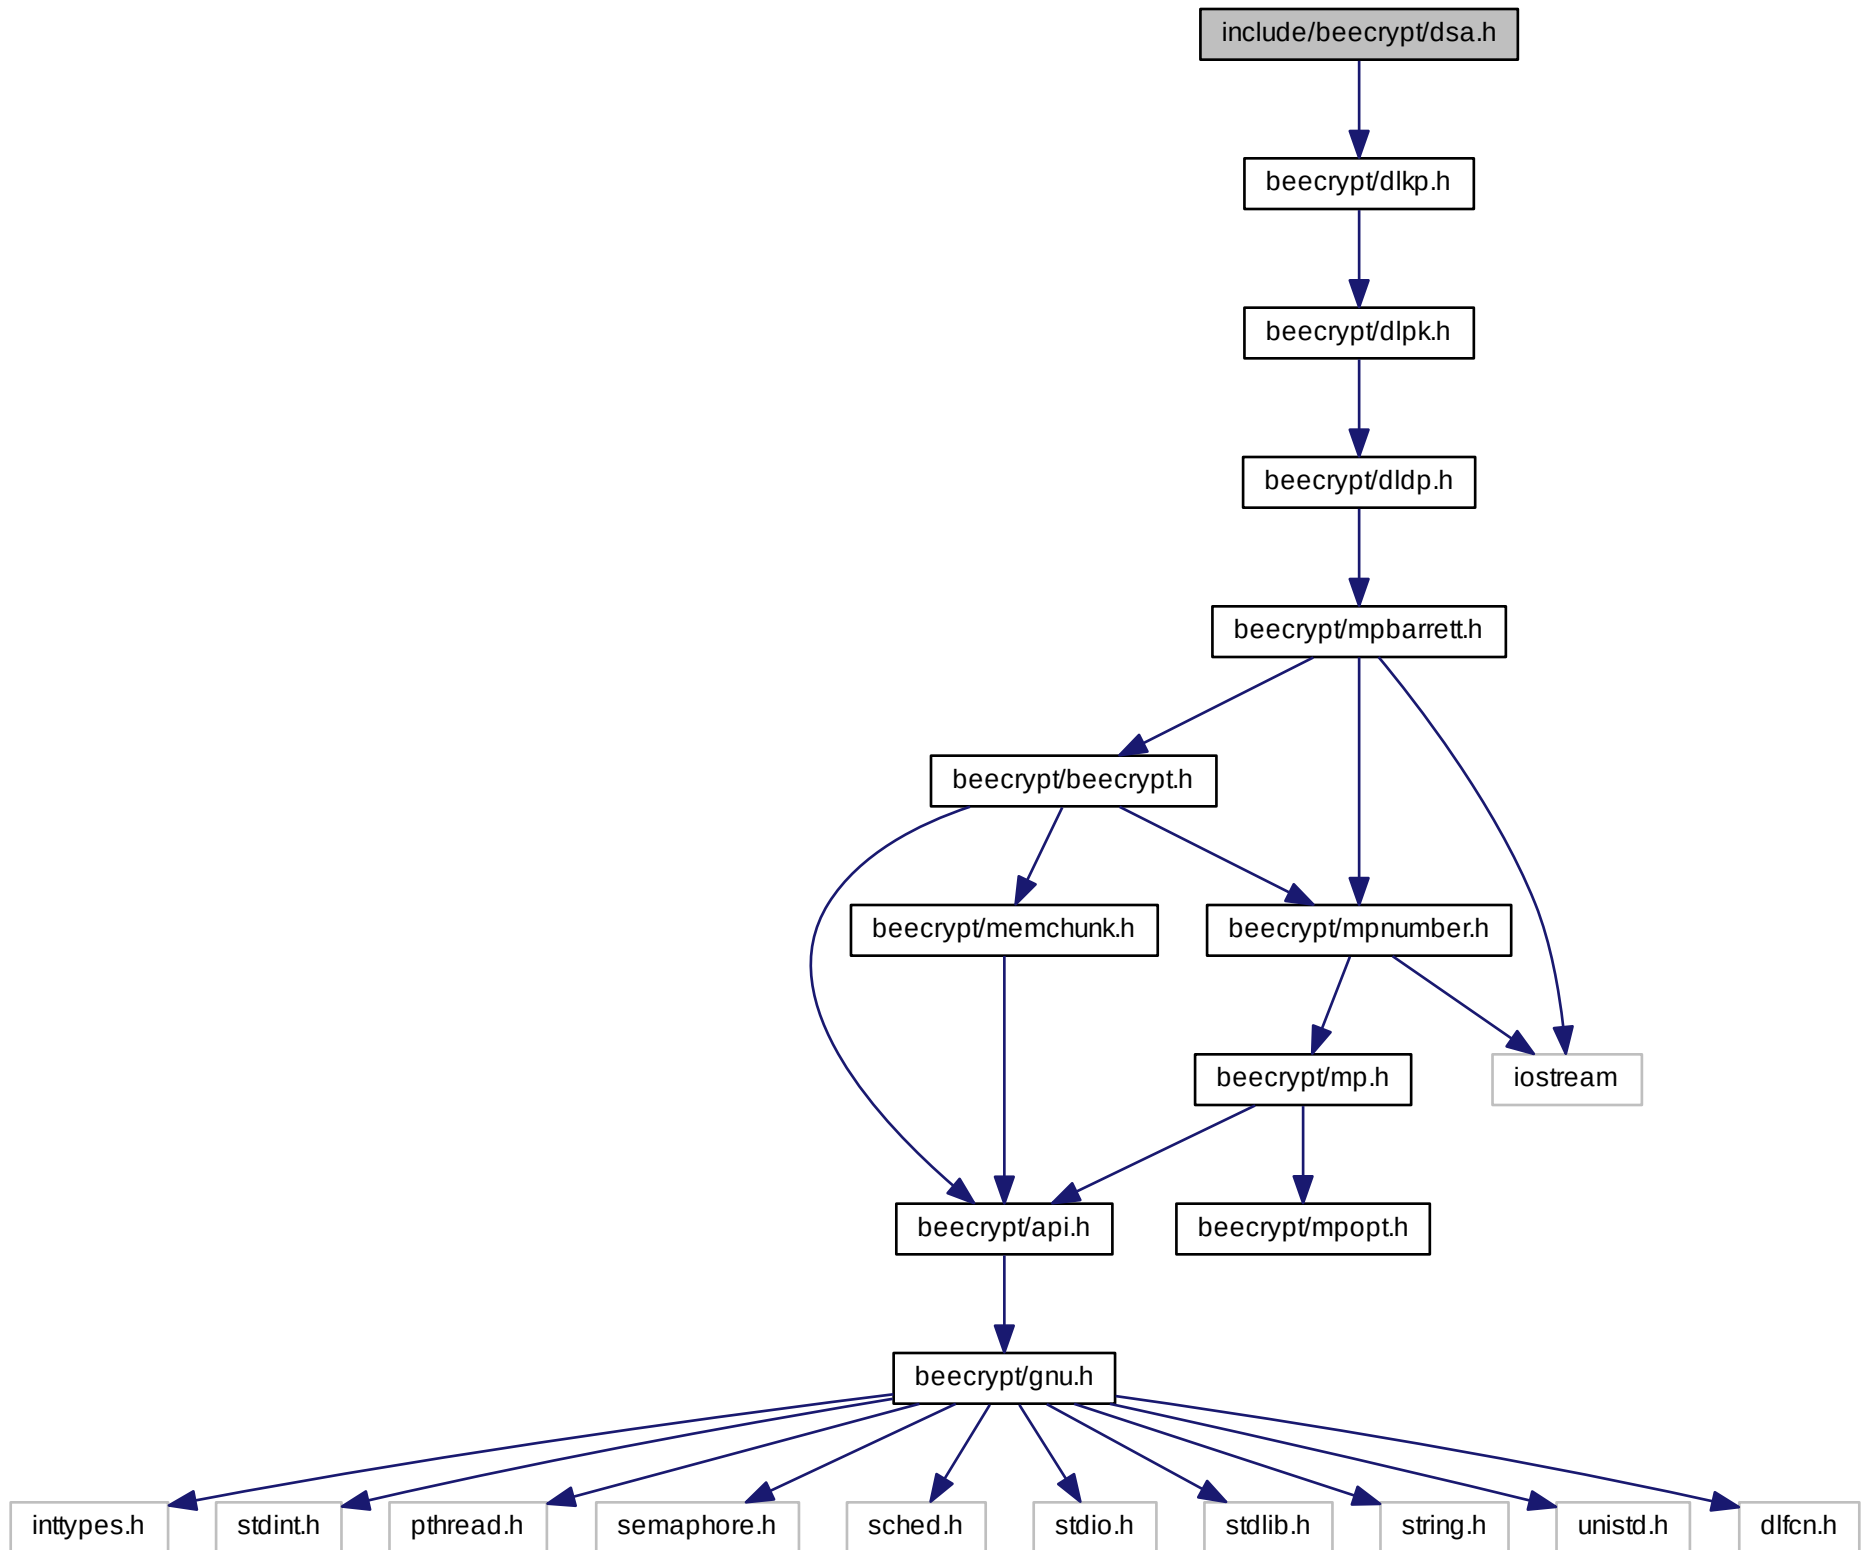 include/beecrypt/dsa.h
beecrypt/dlkp.h
beecrypt/dlpk.h
beecrypt/dldp.h
beecrypt/mpbarrett.h
beecrypt/beecrypt.h
beecrypt/memchunk.h
beecrypt/mpnumber.h
beecrypt/mp.h
iostream
beecrypt/api.h
beecrypt/mpopt.h
beecrypt/gnu.h
inttypes.h
stdint.h
pthread.h
semaphore.h
sched.h
stdio.h
stdlib.h
string.h
unistd.h
dlfcn.h